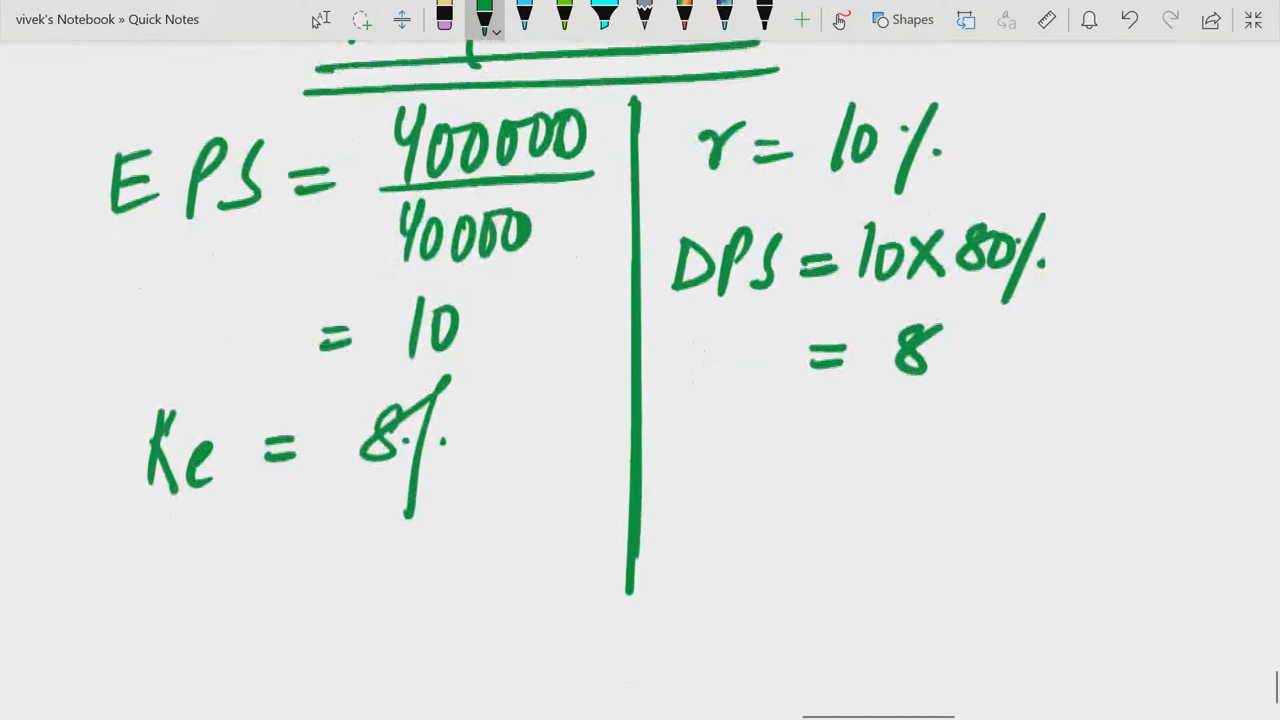 vivek's Notebook » Quick Notes
Shapes
EPS = 400000
40000
= 10
Ke = 8%
r = 10%
DPS = 10 × 80%
= 8